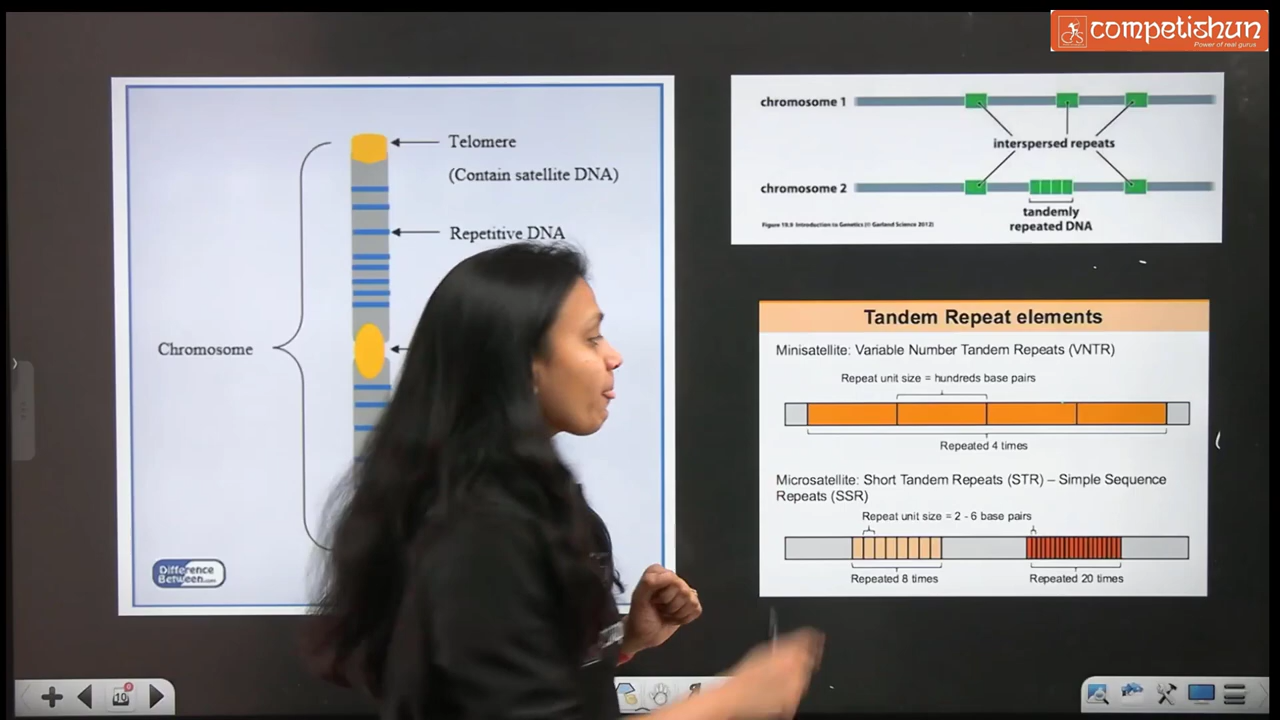 competishun
Power of real gurus
Telomere
(Contain satellite DNA)
Repetitive DNA
Chromosome
Difference
Between.com
chromosome 1
interspersed repeats
chromosome 2
tandemly
repeated DNA
Figure 19.9 Introduction to Genetics (© Garland Science 2012)
Tandem Repeat elements
Minisatellite: Variable Number Tandem Repeats (VNTR)
Repeat unit size = hundreds base pairs
Repeated 4 times
Microsatellite: Short Tandem Repeats (STR) – Simple Sequence
Repeats (SSR)
Repeat unit size = 2 - 6 base pairs
Repeated 8 times
Repeated 20 times
10